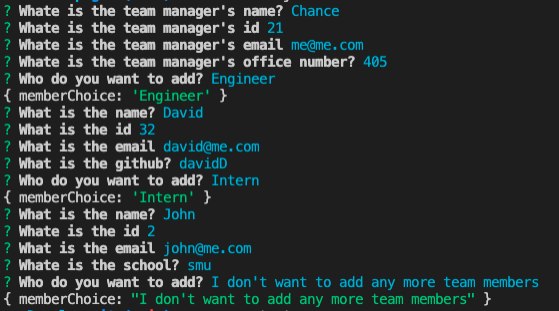 ? Whate is the team manager's name? Chance
? Whate is the team manager's id 21
? Whate is the team manager's email me@me.com
? Whate is the team manager's office number? 405
? Who do you want to add? Engineer
{ memberChoice: 'Engineer' }
? What is the name? David
? What is the id 32
? What is the email david@me.com
? What is the github? davidD
? Who do you want to add? Intern
{ memberChoice: 'Intern' }
? What is the name? John
? Whate is the id 2
? What is the email john@me.com
? Whate is the school? smu
? Who do you want to add? I don't want to add any more team members
{ memberChoice: "I don't want to add any more team members" }